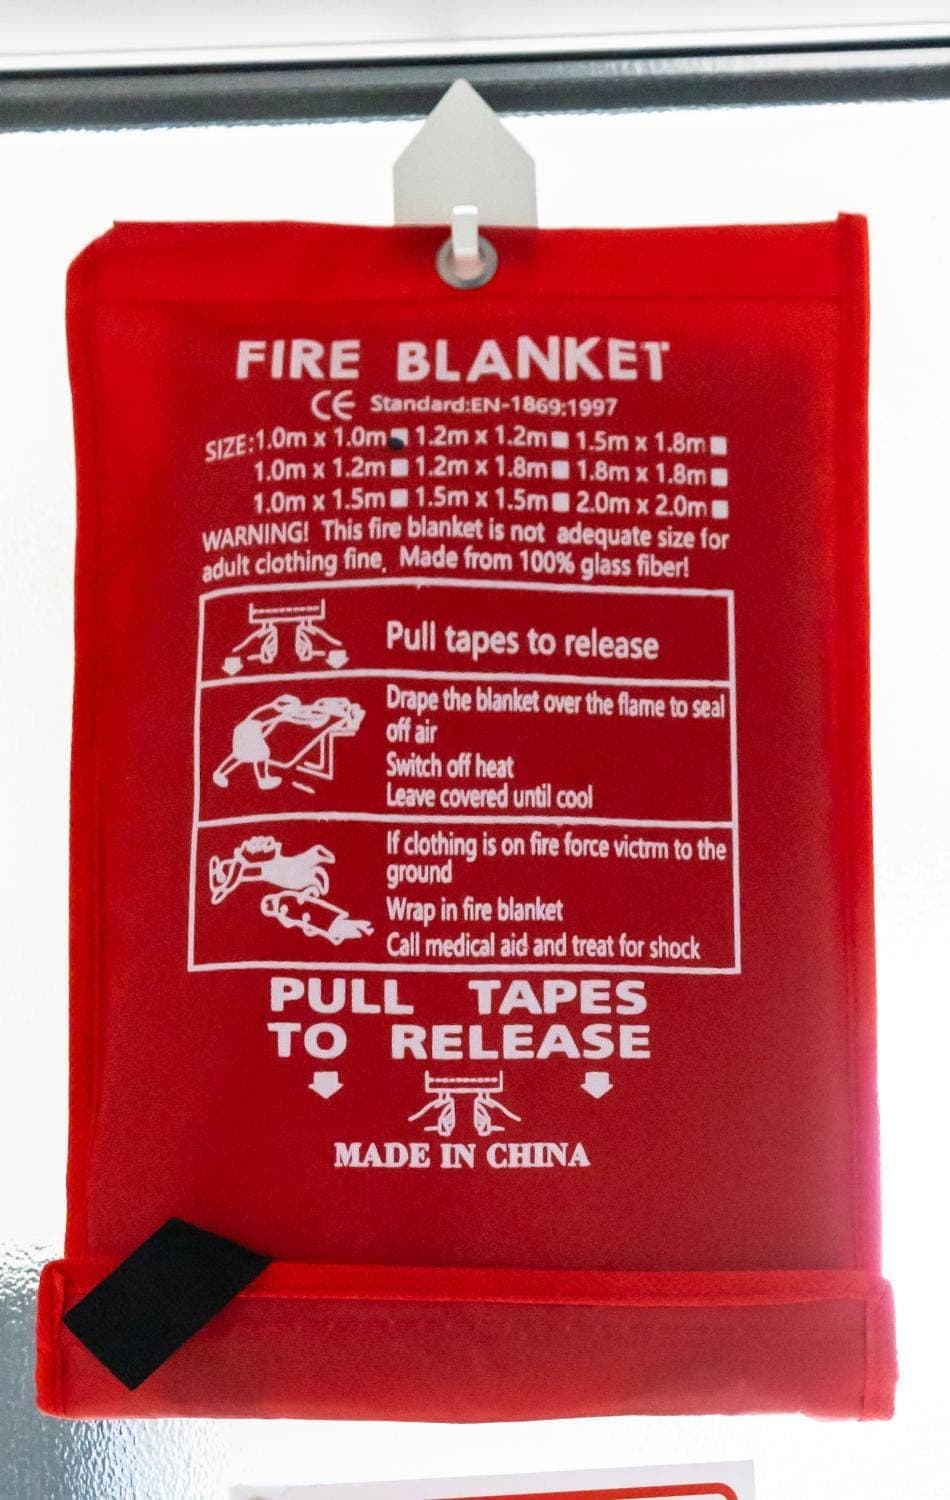 FIRE BLANKET
CE Standard:EN-1869:1997
SIZE:1.0m x 1.0m 1.2m x 1.2m 1.5m x 1.8m
1.0m x 1.2m 1.2m x 1.8m 1.8m x 1.8m
1.0m x 1.5m 1.5m x 1.5m 2.0m x 2.0m
WARNING! This fire blanket is not adequate size for
adult clothing fine. Made from 100% glass fiber!
Pull tapes to release
Drape the blanket over the flame to seal
off air
Switch off heat
Leave covered until cool
If clothing is on fire force victrm to the
ground
Wrap in fire blanket
Call medical aid and treat for shock
PULL TAPES
TO RELEASE
MADE IN CHINA